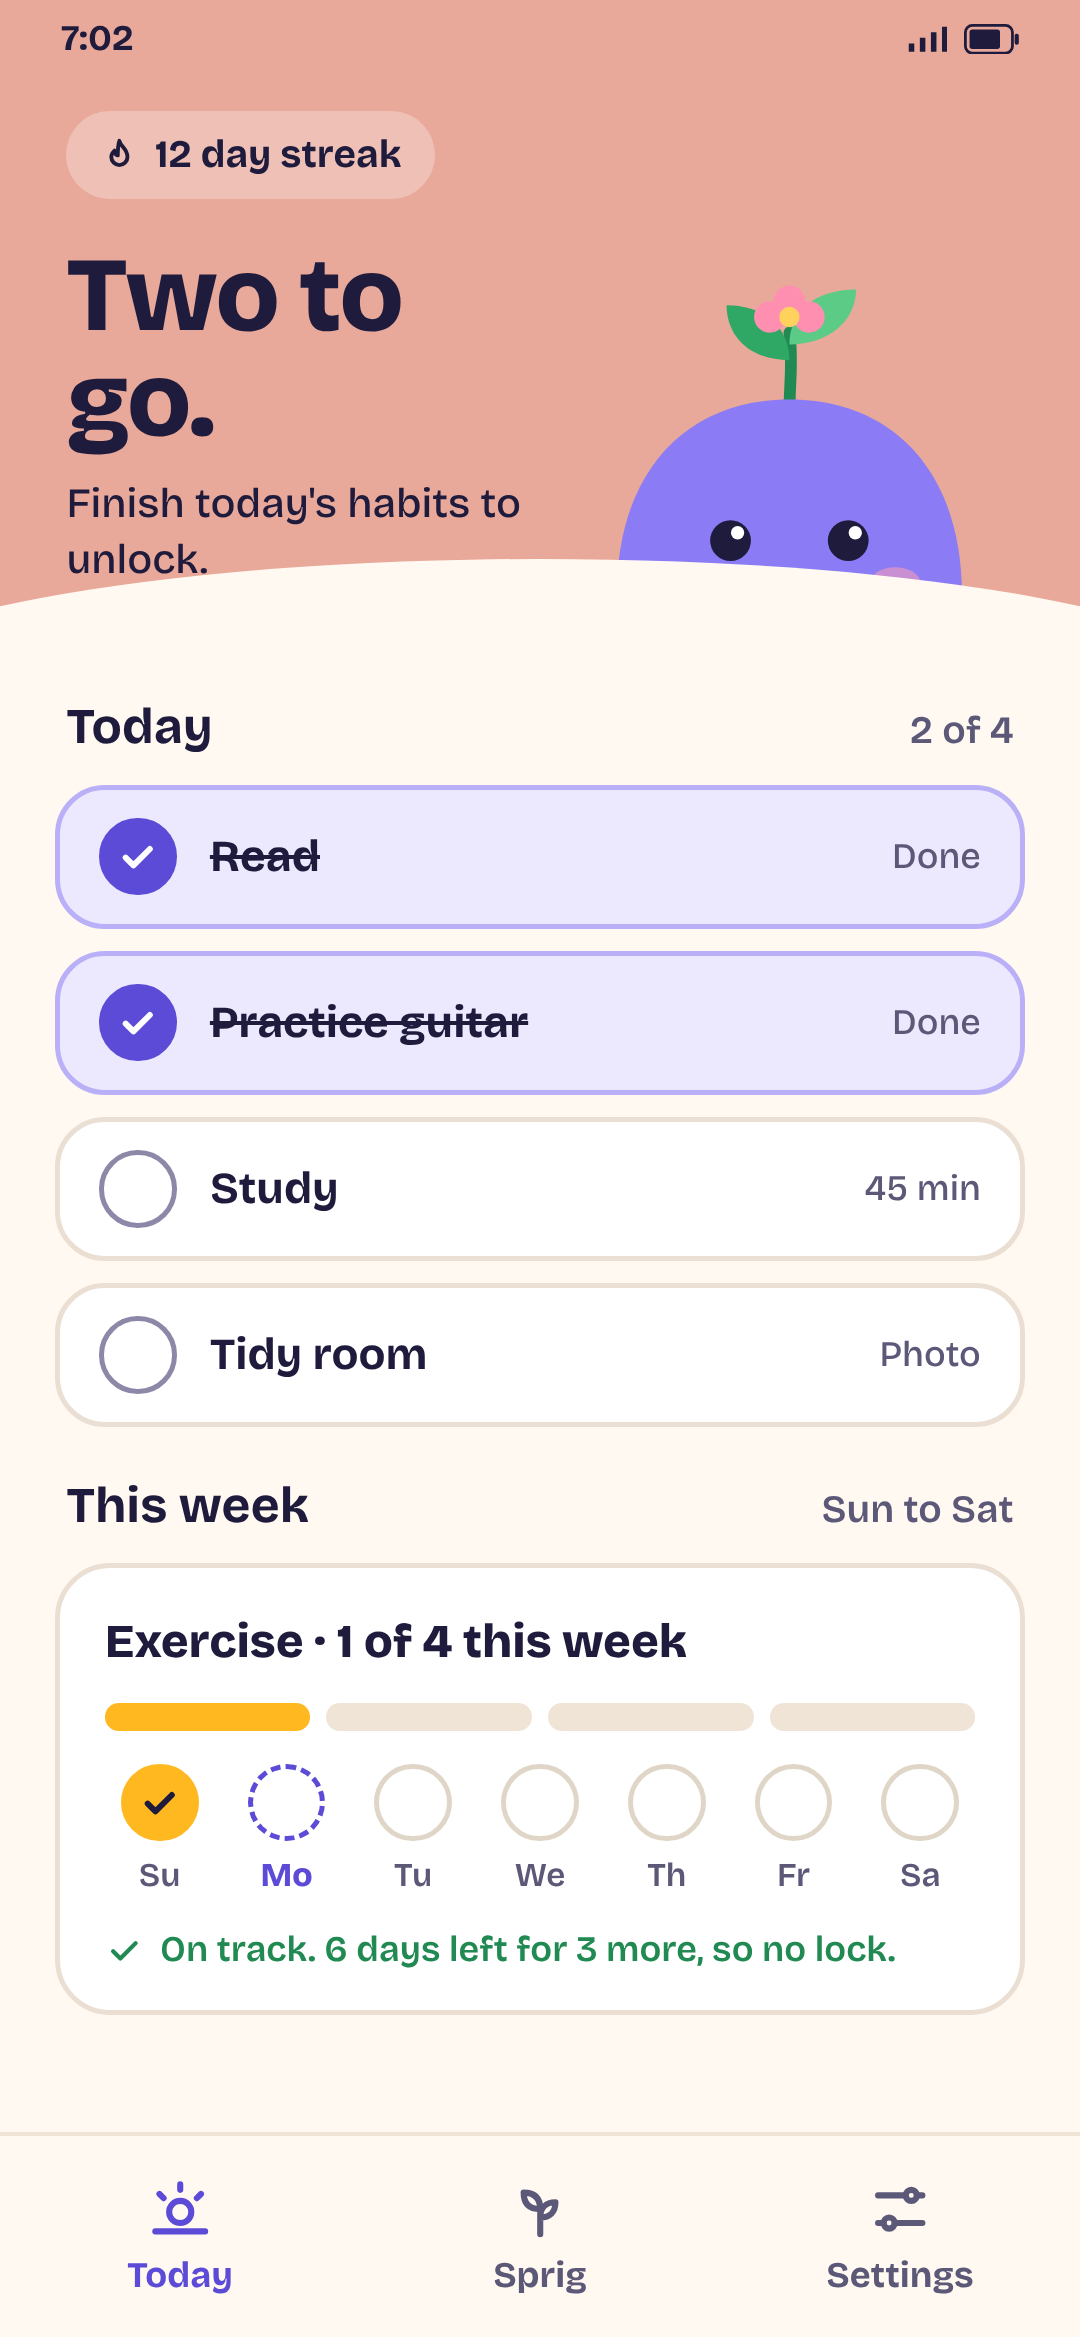 7:02
12 day streak
Two to
go.
Finish today's habits to
unlock.
Today
2 of 4
Read
Done
Practice guitar
Done
Study
45 min
Tidy room
Photo
This week
Sun to Sat
Exercise · 1 of 4 this week
Su Mo Tu We Th Fr Sa
On track. 6 days left for 3 more, so no lock.
Today
Sprig
Settings